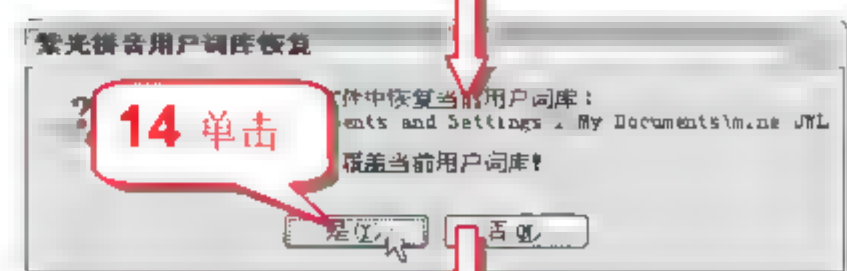 紫光拼音用户词库恢复
件中恢复当前用户词库：
ents and Settings . My Documents\mine JWL
14 单击
覆盖当前用户词库！
是(Y) 否(N)